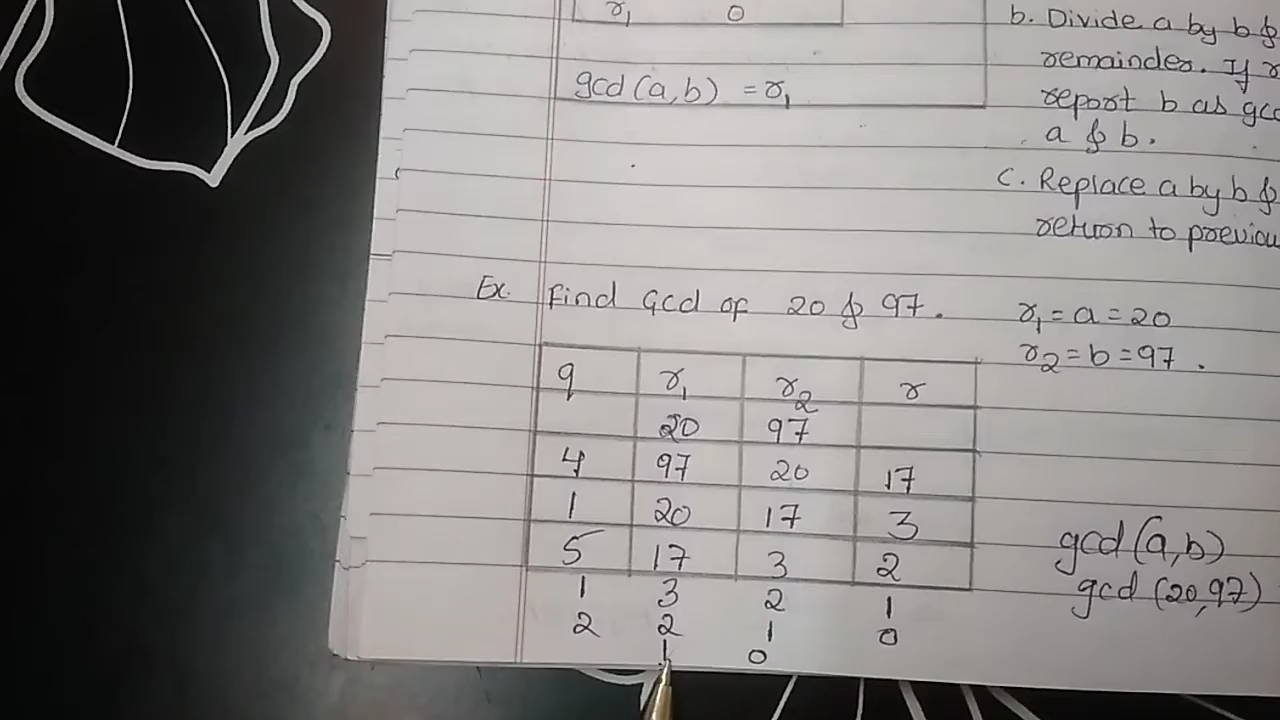 r₁ 0
gcd (a,b) = r₁
b. Divide a by b &
remainder. If r
report b as gcd
a & b.
c. Replace a by b &
return to previou
Ex. Find Gcd of 20 & 97.
r₁ = a = 20
r₂ = b = 97.
q r₁ r₂ r
20 97
4 97 20 17
1 20 17 3
5 17 3 2
1 3 2 1
2 2 1 0
1 0
gcd (a,b)
gcd (20,97)